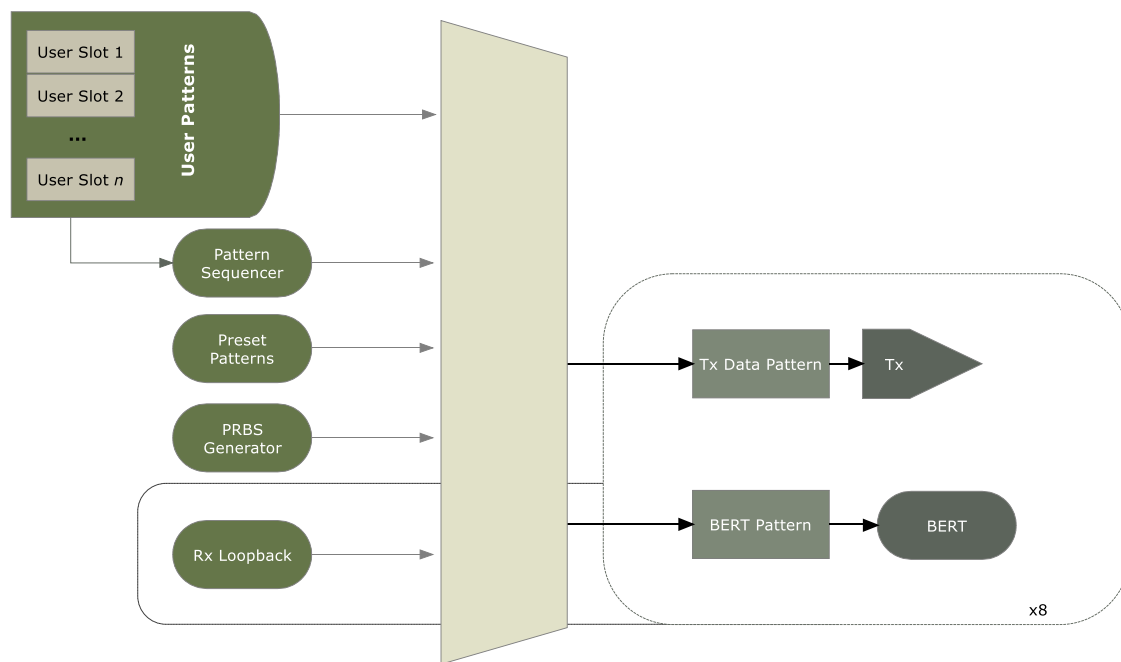 User Slot 1
User Slot 2
...
User Slot n
User Patterns
Pattern
Sequencer
Preset
Patterns
PRBS
Generator
Rx Loopback
Tx Data Pattern
Tx
BERT Pattern
BERT
x8